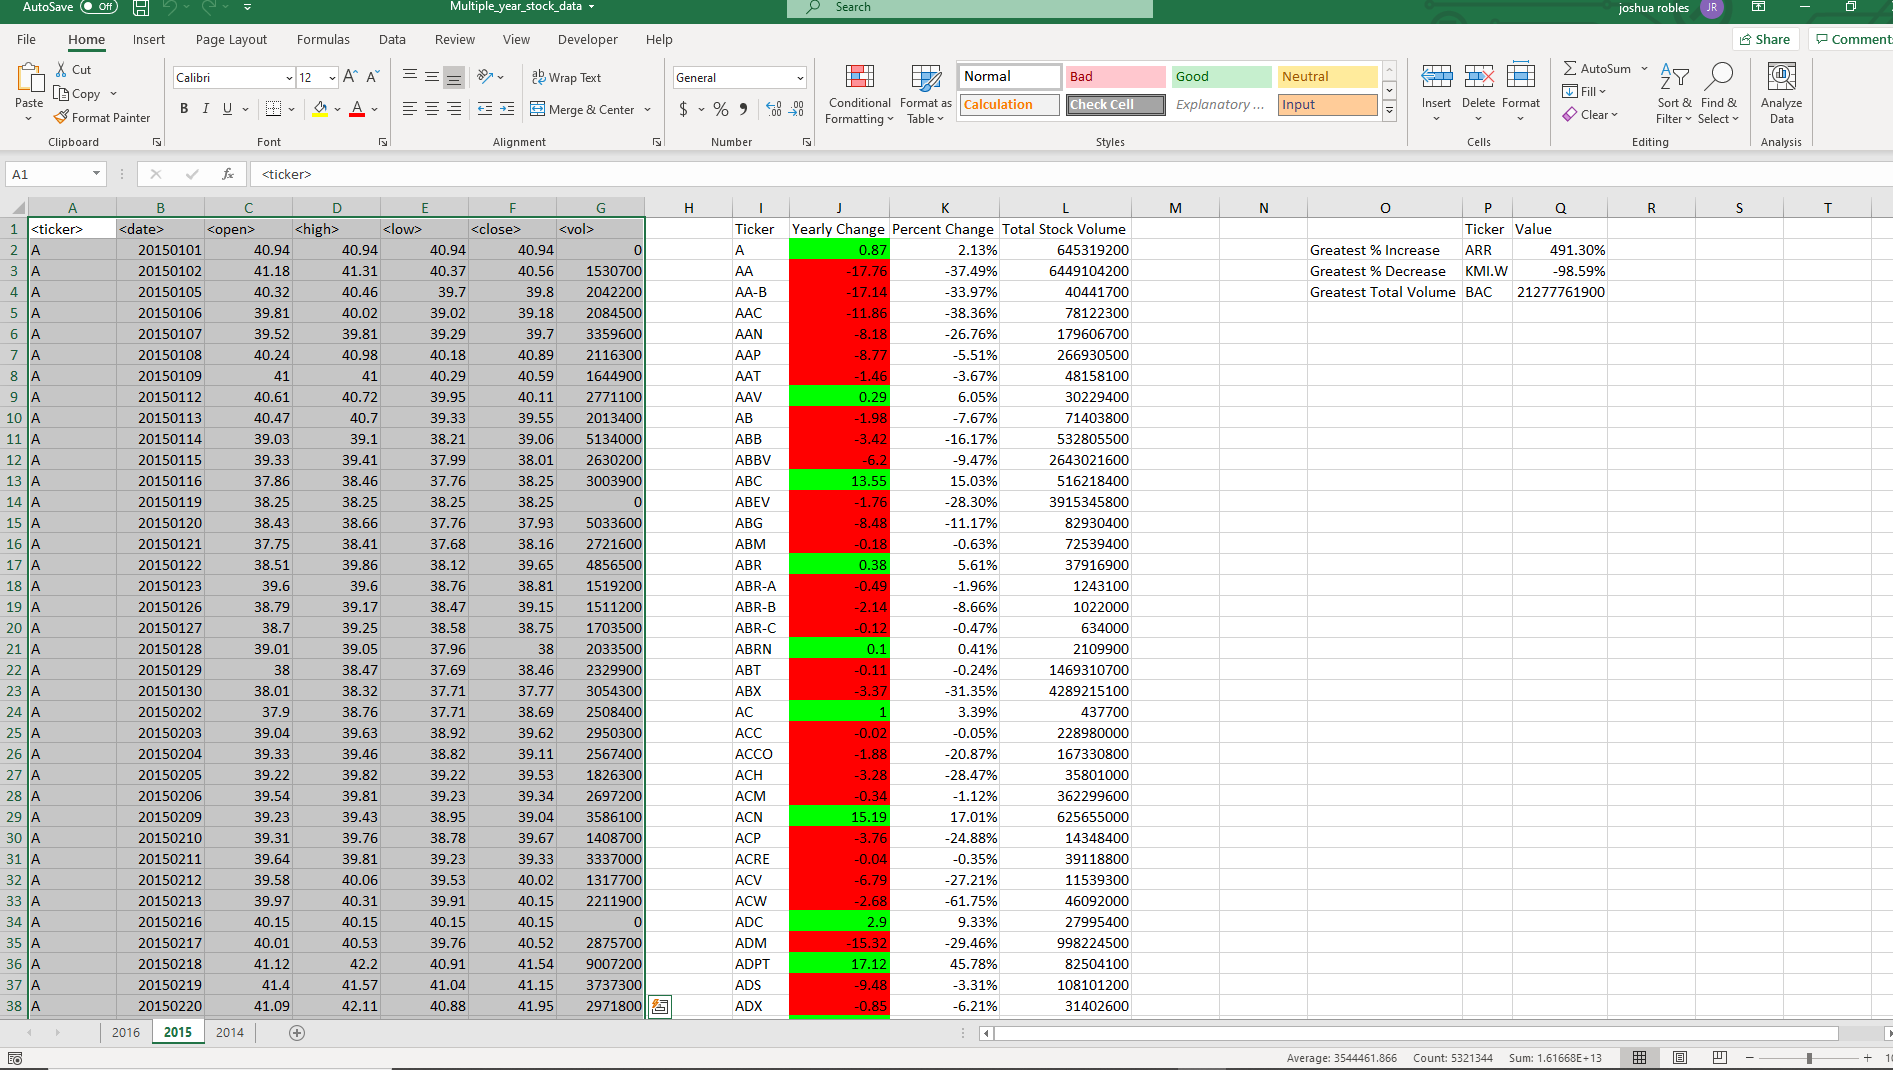 AutoSave Off Multiple_year_stock_data Search joshua robles JR
File Home Insert Page Layout Formulas Data Review View Developer Help Share Comment
Paste Cut Copy Format Painter Clipboard
Calibri 12 A A B I U A Font
Wrap Text Merge & Center Alignment
General $ % Number
Conditional Formatting Format as Table Normal Bad Good Neutral Calculation Check Cell Explanatory ... Input Styles
Insert Delete Format Cells
AutoSum Fill Clear Sort & Filter Find & Select Editing
Analyze Data Analysis
A1 fx <ticker>
A B C D E F G H I J K L M N O P Q R S T
1 <ticker> <date> <open> <high> <low> <close> <vol> Ticker Yearly Change Percent Change Total Stock Volume Ticker Value
2 A 20150101 40.94 40.94 40.94 40.94 0 A 0.87 2.13% 645319200 Greatest % Increase ARR 491.30%
3 A 20150102 41.18 41.31 40.37 40.56 1530700 AA -17.76 -37.49% 6449104200 Greatest % Decrease KMI.W -98.59%
4 A 20150105 40.32 40.46 39.7 39.8 2042200 AA-B -17.14 -33.97% 40441700 Greatest Total Volume BAC 21277761900
5 A 20150106 39.81 40.02 39.02 39.18 2084500 AAC -11.86 -38.36% 78122300
6 A 20150107 39.52 39.81 39.29 39.7 3359600 AAN -8.18 -26.76% 179606700
7 A 20150108 40.24 40.98 40.18 40.89 2116300 AAP -8.77 -5.51% 266930500
8 A 20150109 41 41 40.29 40.59 1644900 AAT -1.46 -3.67% 48158100
9 A 20150112 40.61 40.72 39.95 40.11 2771100 AAV 0.29 6.05% 30229400
10 A 20150113 40.47 40.7 39.33 39.55 2013400 AB -1.98 -7.67% 71403800
11 A 20150114 39.03 39.1 38.21 39.06 5134000 ABB -3.42 -16.17% 532805500
12 A 20150115 39.33 39.41 37.99 38.01 2630200 ABBV -6.2 -9.47% 2643021600
13 A 20150116 37.86 38.46 37.76 38.25 3003900 ABC 13.55 15.03% 516218400
14 A 20150119 38.25 38.25 38.25 38.25 0 ABEV -1.76 -28.30% 3915345800
15 A 20150120 38.43 38.66 37.76 37.93 5033600 ABG -8.48 -11.17% 82930400
16 A 20150121 37.75 38.41 37.68 38.16 2721600 ABM -0.18 -0.63% 72539400
17 A 20150122 38.51 39.86 38.12 39.65 4856500 ABR 0.38 5.61% 37916900
18 A 20150123 39.6 39.6 38.76 38.81 1519200 ABR-A -0.49 -1.96% 1243100
19 A 20150126 38.79 39.17 38.47 39.15 1511200 ABR-B -2.14 -8.66% 1022000
20 A 20150127 38.7 39.25 38.58 38.75 1703500 ABR-C -0.12 -0.47% 634000
21 A 20150128 39.01 39.05 37.96 38 2033500 ABRN 0.1 0.41% 2109900
22 A 20150129 38 38.47 37.69 38.46 2329900 ABT -0.11 -0.24% 1469310700
23 A 20150130 38.01 38.32 37.71 37.77 3054300 ABX -3.37 -31.35% 4289215100
24 A 20150202 37.9 38.76 37.71 38.69 2508400 AC 1 3.39% 437700
25 A 20150203 39.04 39.63 38.92 39.62 2950300 ACC -0.02 -0.05% 228980000
26 A 20150204 39.33 39.46 38.82 39.11 2567400 ACCO -1.88 -20.87% 167330800
27 A 20150205 39.22 39.82 39.22 39.53 1826300 ACH -3.28 -28.47% 35801000
28 A 20150206 39.54 39.81 39.23 39.34 2697200 ACM -0.34 -1.12% 362299600
29 A 20150209 39.23 39.43 38.95 39.04 3586100 ACN 15.19 17.01% 625655000
30 A 20150210 39.31 39.76 38.78 39.67 1408700 ACP -3.76 -24.88% 14348400
31 A 20150211 39.64 39.81 39.23 39.33 3337000 ACRE -0.04 -0.35% 39118800
32 A 20150212 39.58 40.06 39.53 40.02 1317700 ACV -6.79 -27.21% 11539300
33 A 20150213 39.97 40.31 39.91 40.15 2211900 ACW -2.68 -61.75% 46092000
34 A 20150216 40.15 40.15 40.15 40.15 0 ADC 2.9 9.33% 27995400
35 A 20150217 40.01 40.53 39.76 40.52 2875700 ADM -15.32 -29.46% 998224500
36 A 20150218 41.12 42.2 40.91 41.54 9007200 ADPT 17.12 45.78% 82504100
37 A 20150219 41.4 41.57 41.04 41.15 3737300 ADS -9.48 -3.31% 108101200
38 A 20150220 41.09 42.11 40.88 41.95 2971800 ADX -0.85 -6.21% 31402600
2016 2015 2014
Average: 3544461.866 Count: 5321344 Sum: 1.61668E+13